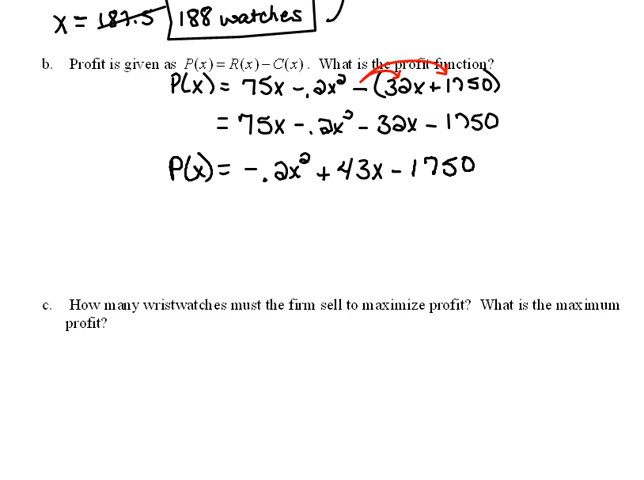 x = 187.5 188 watches
b. Profit is given as P(x) = R(x) − C(x). What is the profit function?
P(x) = 75x - .2x² - (32x + 1750)
= 75x - .2x² - 32x - 1750
P(x) = -.2x² + 43x - 1750
c. How many wristwatches must the firm sell to maximize profit? What is the maximum
profit?